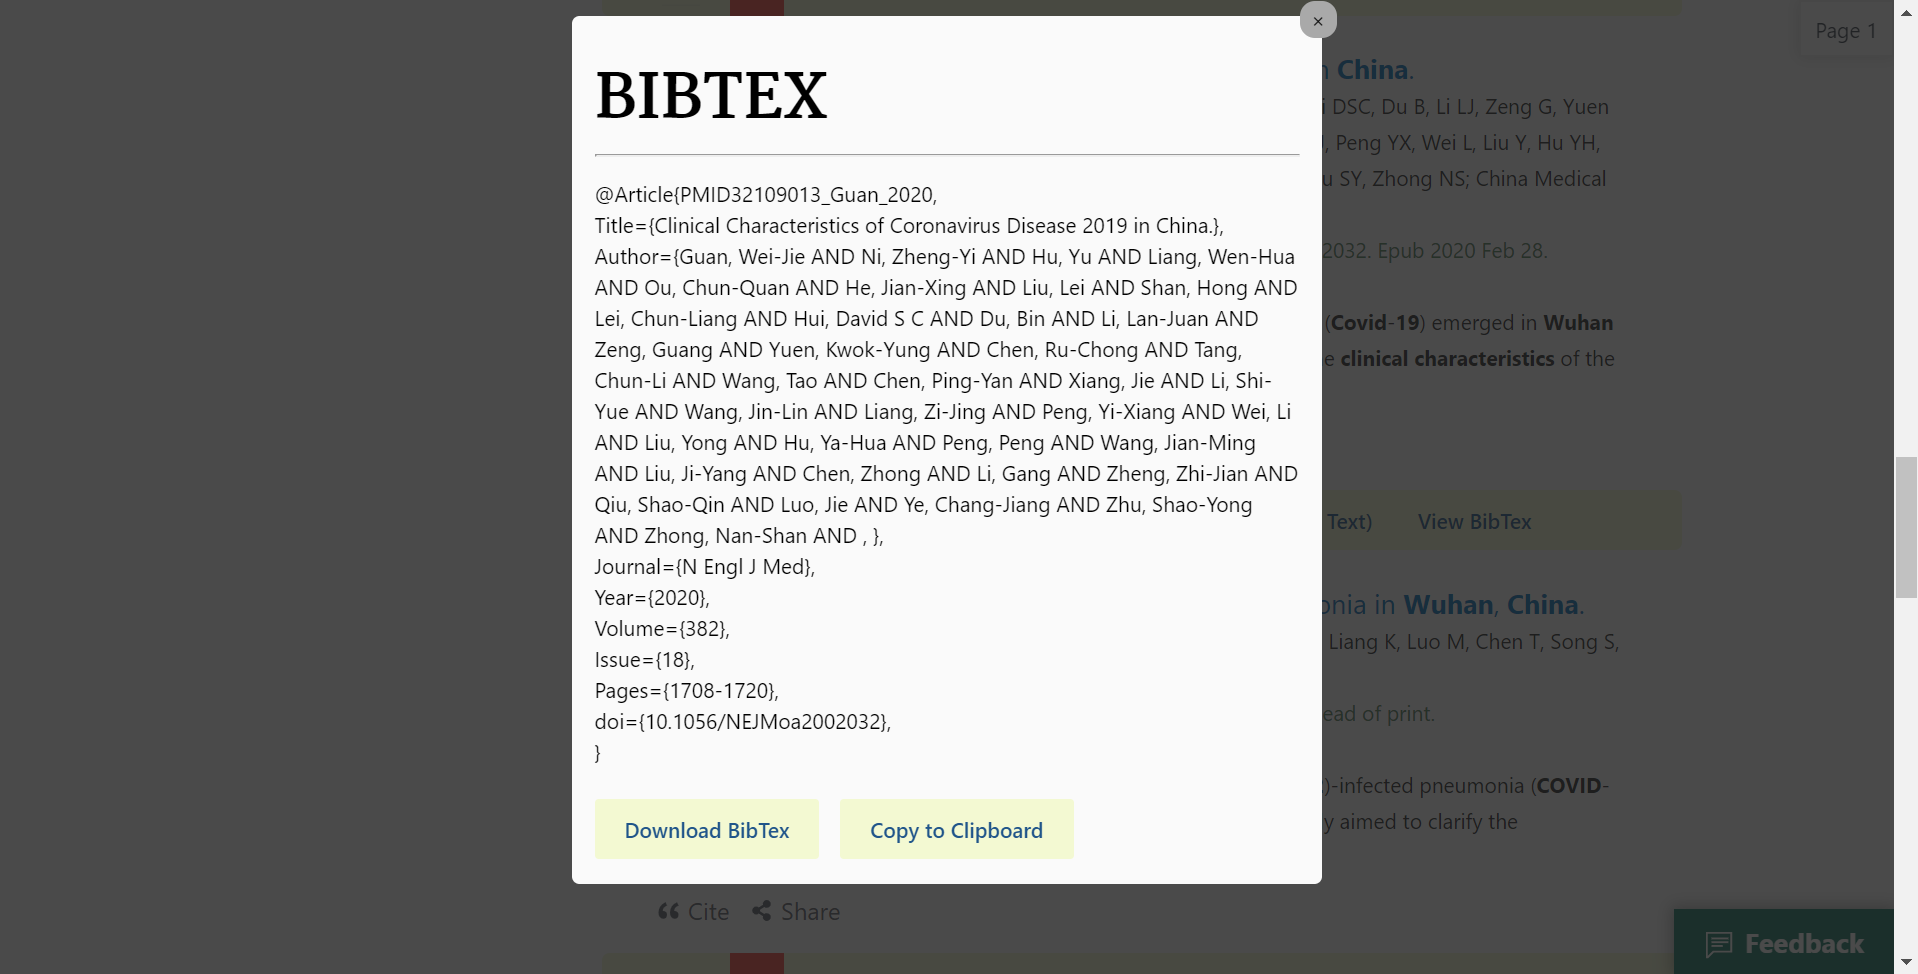 ×
Page 1
BIBTEX
n China.
i DSC, Du B, Li LJ, Zeng G, Yuen
, Peng YX, Wei L, Liu Y, Hu YH,
u SY, Zhong NS; China Medical
@Article{PMID32109013_Guan_2020,
Title={Clinical Characteristics of Coronavirus Disease 2019 in China.},
Author={Guan, Wei-Jie AND Ni, Zheng-Yi AND Hu, Yu AND Liang, Wen-Hua
AND Ou, Chun-Quan AND He, Jian-Xing AND Liu, Lei AND Shan, Hong AND
Lei, Chun-Liang AND Hui, David S C AND Du, Bin AND Li, Lan-Juan AND
Zeng, Guang AND Yuen, Kwok-Yung AND Chen, Ru-Chong AND Tang,
Chun-Li AND Wang, Tao AND Chen, Ping-Yan AND Xiang, Jie AND Li, Shi-
Yue AND Wang, Jin-Lin AND Liang, Zi-Jing AND Peng, Yi-Xiang AND Wei, Li
AND Liu, Yong AND Hu, Ya-Hua AND Peng, Peng AND Wang, Jian-Ming
AND Liu, Ji-Yang AND Chen, Zhong AND Li, Gang AND Zheng, Zhi-Jian AND
Qiu, Shao-Qin AND Luo, Jie AND Ye, Chang-Jiang AND Zhu, Shao-Yong
AND Zhong, Nan-Shan AND , },
Journal={N Engl J Med},
Year={2020},
Volume={382},
Issue={18},
Pages={1708-1720},
doi={10.1056/NEJMoa2002032},
}
Download BibTex
Copy to Clipboard
2032. Epub 2020 Feb 28.
(Covid-19) emerged in Wuhan
e clinical characteristics of the
Text)
View BibTex
onia in Wuhan, China.
Liang K, Luo M, Chen T, Song S,
ead of print.
)-infected pneumonia (COVID-
y aimed to clarify the
Cite
Share
Feedback